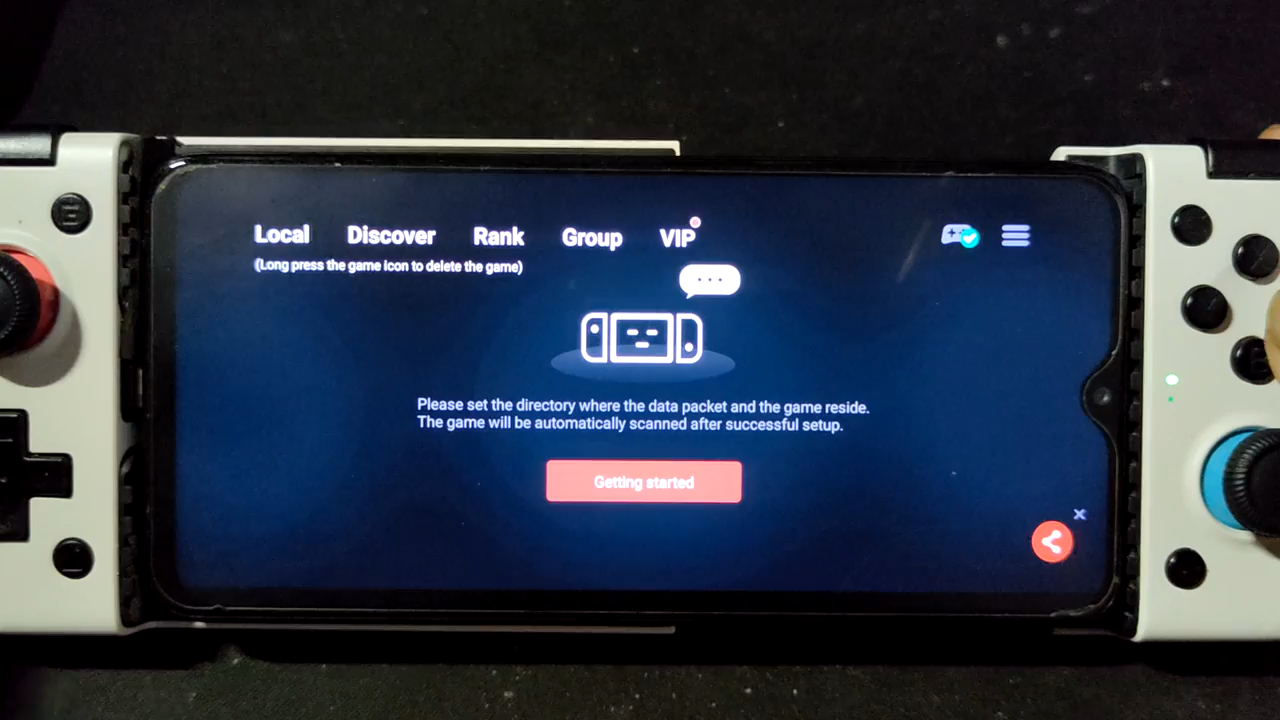 Local Discover Rank Group VIP
(Long press the game icon to delete the game)
Please set the directory where the data packet and the game reside.
The game will be automatically scanned after successful setup.
Getting started